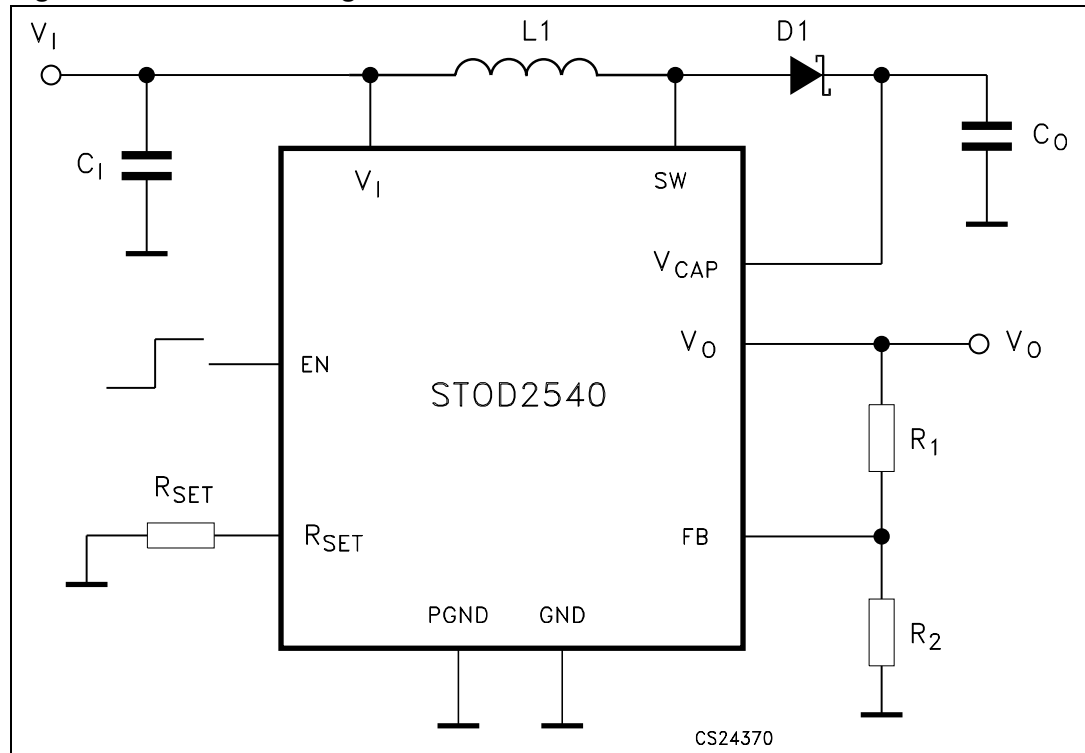 V_I L1 D1
C_I C_O
V_I SW
V_CAP
V_O V_O
EN
STOD2540
R_1
R_SET
R_SET FB
PGND GND
R_2
CS24370